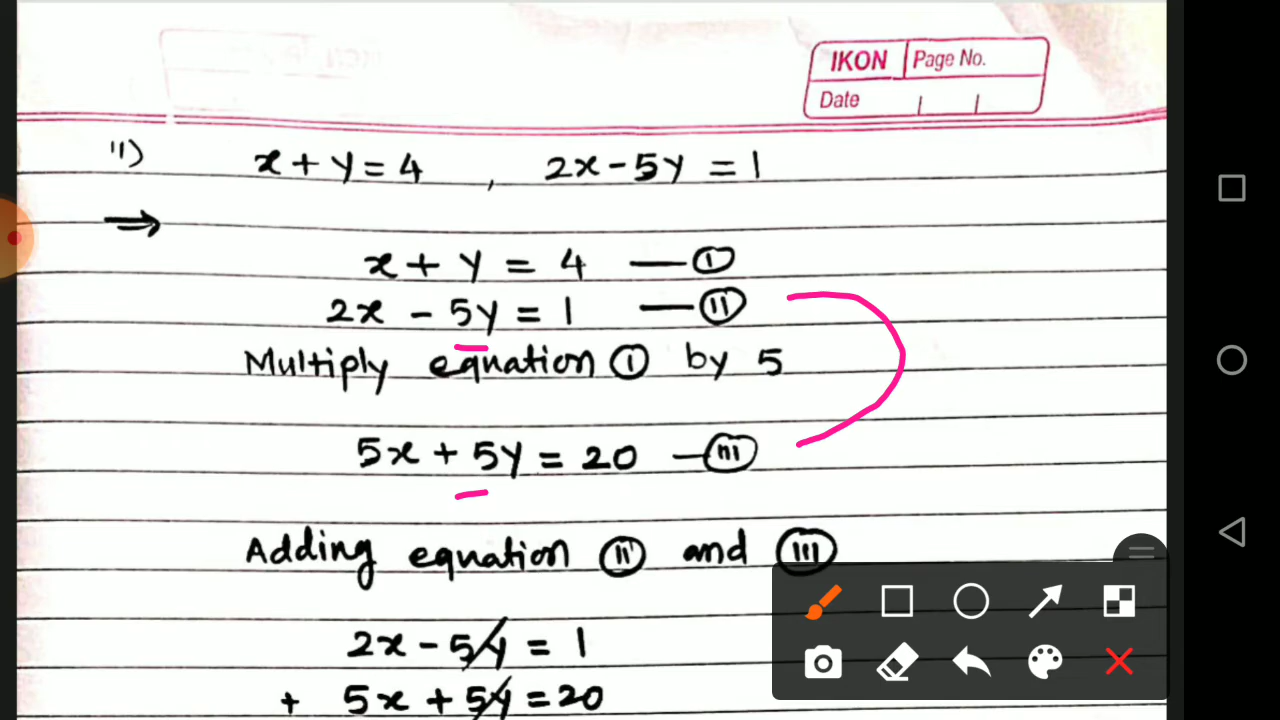 IKON Page No.
Date
11) x + y = 4 , 2x - 5y = 1
⇒
x + y = 4 — (I)
2x - 5y = 1 — (II)
Multiply equation (I) by 5
5x + 5y = 20 — (III)
Adding equation (II) and (III)
2x - 5y = 1
+ 5x + 5y = 20